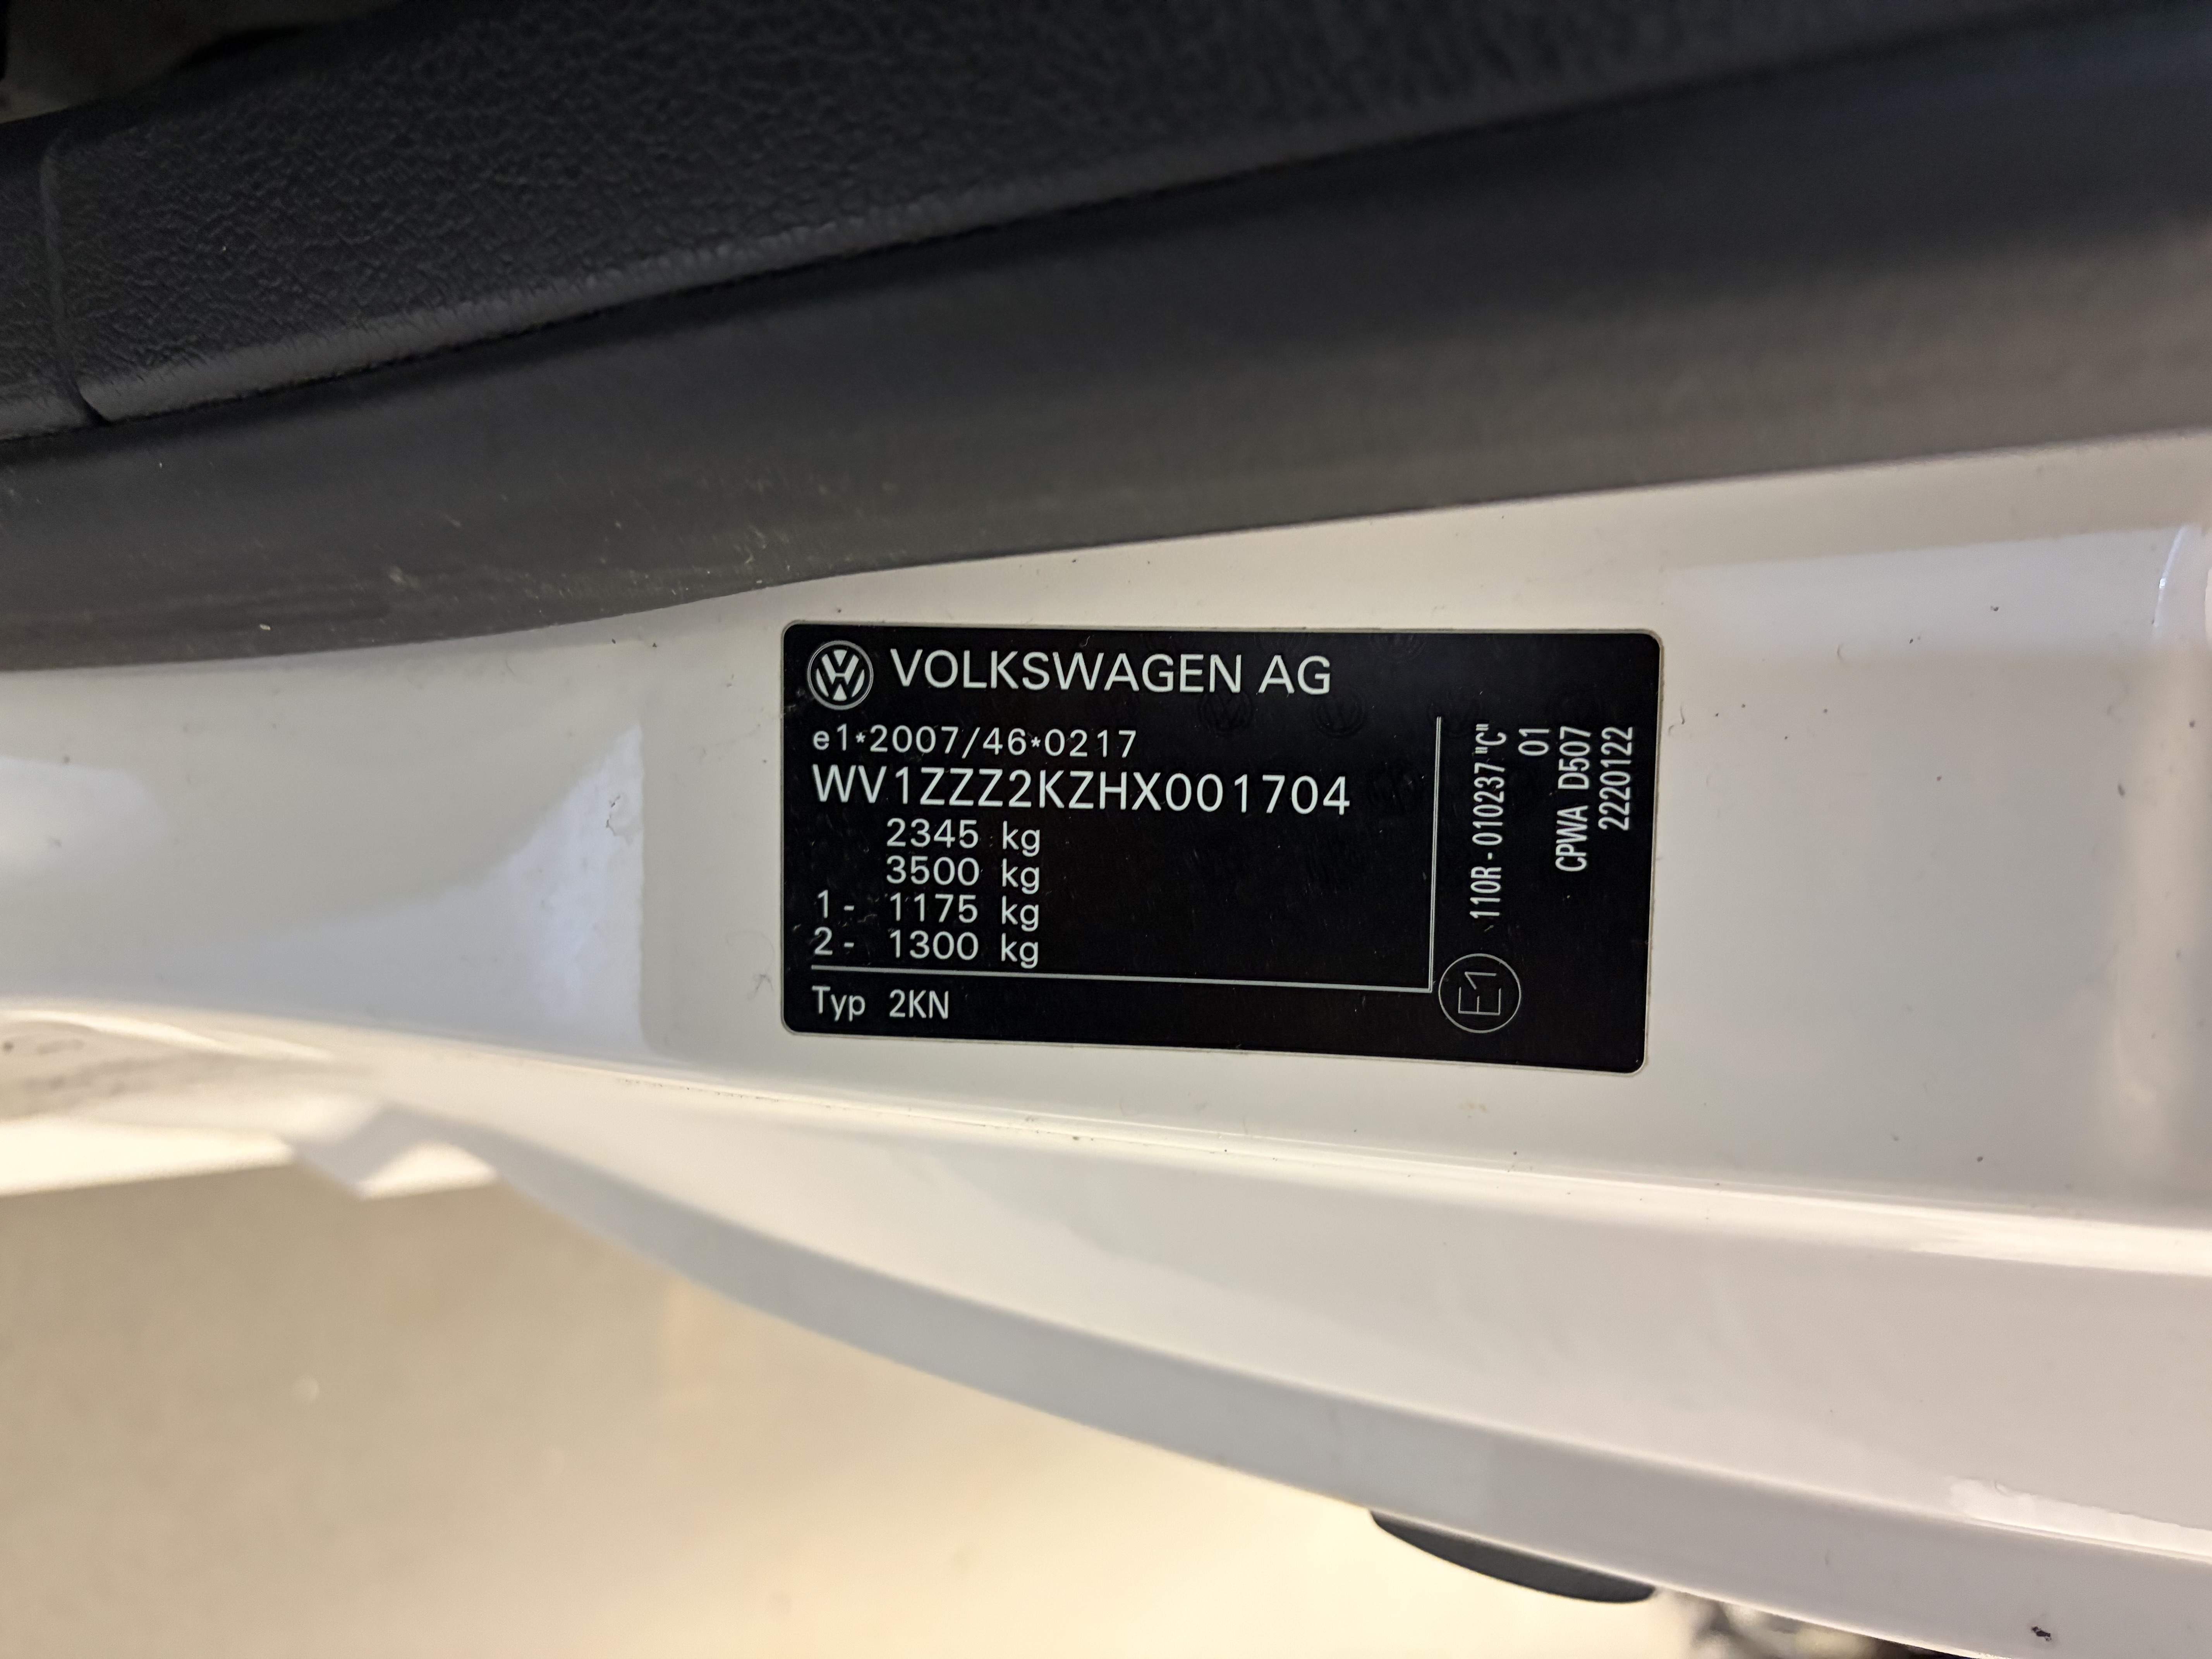 VOLKSWAGEN AG
e1*2007/46*0217
WV1ZZZ2KZHX001704
2345 kg
3500 kg
1- 1175 kg
2- 1300 kg
Typ 2KN
E1 110R-010237"C"
01
CPWA D507
2220122